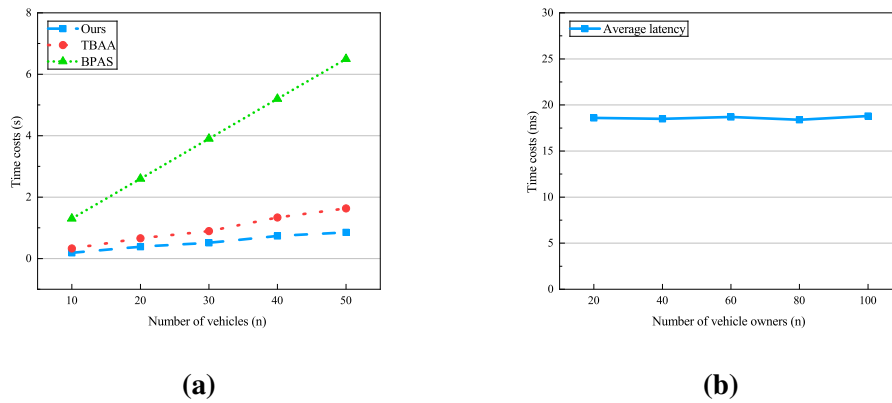 8
6
4
2
0
Time costs (s)
Ours
TBAA
BPAS
10 20 30 40 50
Number of vehicles (n)
(a)
30
25
20
15
10
5
0
Time costs (ms)
Average latency
20 40 60 80 100
Number of vehicle owners (n)
(b)